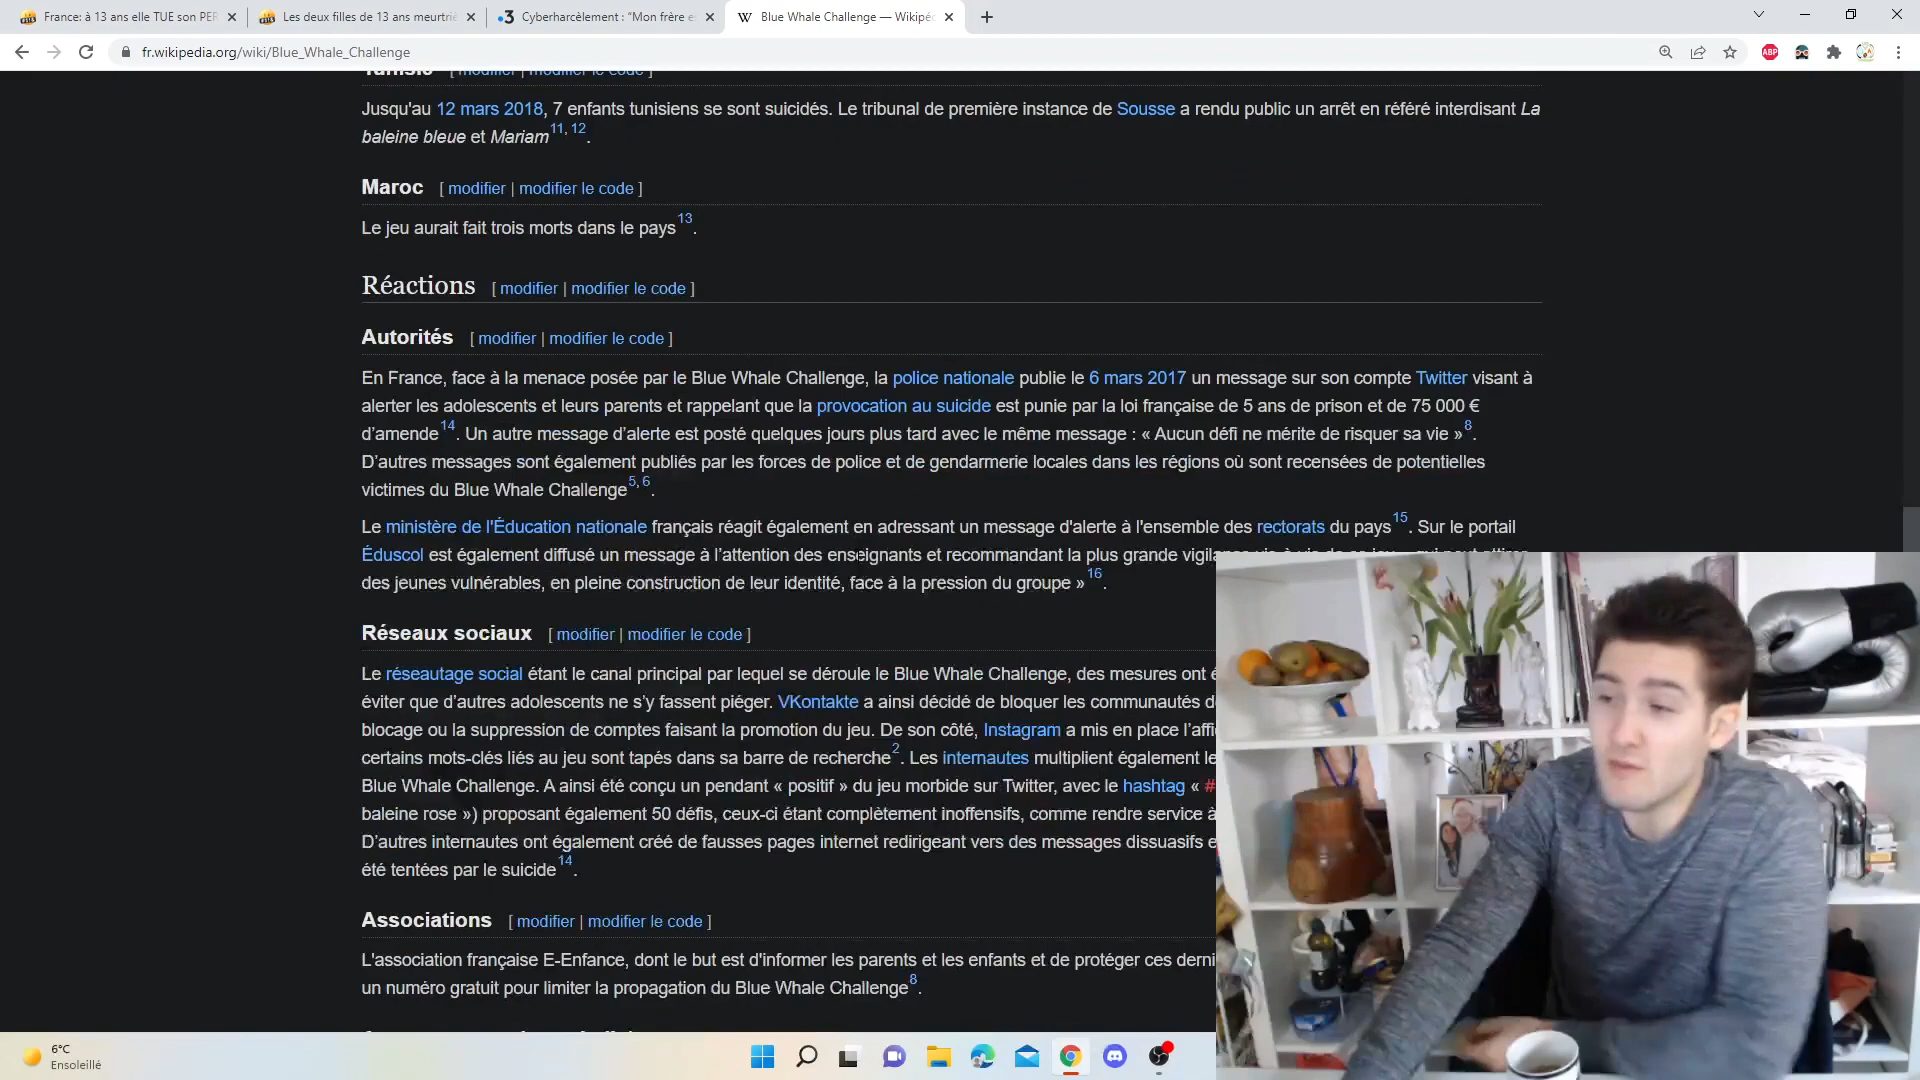 France: à 13 ans elle TUE son PER
Les deux filles de 13 ans meurtriè
Cyberharcèlement : "Mon frère e
Blue Whale Challenge — Wikipéd
fr.wikipedia.org/wiki/Blue_Whale_Challenge
Tunisie [ modifier | modifier le code ]
Jusqu'au 12 mars 2018, 7 enfants tunisiens se sont suicidés. Le tribunal de première instance de Sousse a rendu public un arrêt en référé interdisant La
baleine bleue et Mariam11, 12.
Maroc [ modifier | modifier le code ]
Le jeu aurait fait trois morts dans le pays13.
Réactions [ modifier | modifier le code ]
Autorités [ modifier | modifier le code ]
En France, face à la menace posée par le Blue Whale Challenge, la police nationale publie le 6 mars 2017 un message sur son compte Twitter visant à
alerter les adolescents et leurs parents et rappelant que la provocation au suicide est punie par la loi française de 5 ans de prison et de 75 000 €
d'amende14. Un autre message d'alerte est posté quelques jours plus tard avec le même message : « Aucun défi ne mérite de risquer sa vie »8.
D'autres messages sont également publiés par les forces de police et de gendarmerie locales dans les régions où sont recensées de potentielles
victimes du Blue Whale Challenge5, 6.
Le ministère de l'Éducation nationale français réagit également en adressant un message d'alerte à l'ensemble des rectorats du pays15. Sur le portail
Éduscol est également diffusé un message à l'attention des enseignants et recommandant la plus grande
des jeunes vulnérables, en pleine construction de leur identité, face à la pression du groupe »16.
Réseaux sociaux [ modifier | modifier le code ]
Le réseautage social étant le canal principal par lequel se déroule le Blue Whale Challenge, des mesures ont é
éviter que d'autres adolescents ne s'y fassent piéger. VKontakte a ainsi décidé de bloquer les communautés d
blocage ou la suppression de comptes faisant la promotion du jeu. De son côté, Instagram a mis en place l'affi
certains mots-clés liés au jeu sont tapés dans sa barre de recherche2. Les internautes multiplient également le
Blue Whale Challenge. A ainsi été conçu un pendant « positif » du jeu morbide sur Twitter, avec le hashtag « #
baleine rose ») proposant également 50 défis, ceux-ci étant complètement inoffensifs, comme rendre service à
D'autres internautes ont également créé de fausses pages internet redirigeant vers des messages dissuasifs e
été tentées par le suicide14.
Associations [ modifier | modifier le code ]
L'association française E-Enfance, dont le but est d'informer les parents et les enfants et de protéger ces derni
un numéro gratuit pour limiter la propagation du Blue Whale Challenge8.
6°C
Ensoleillé